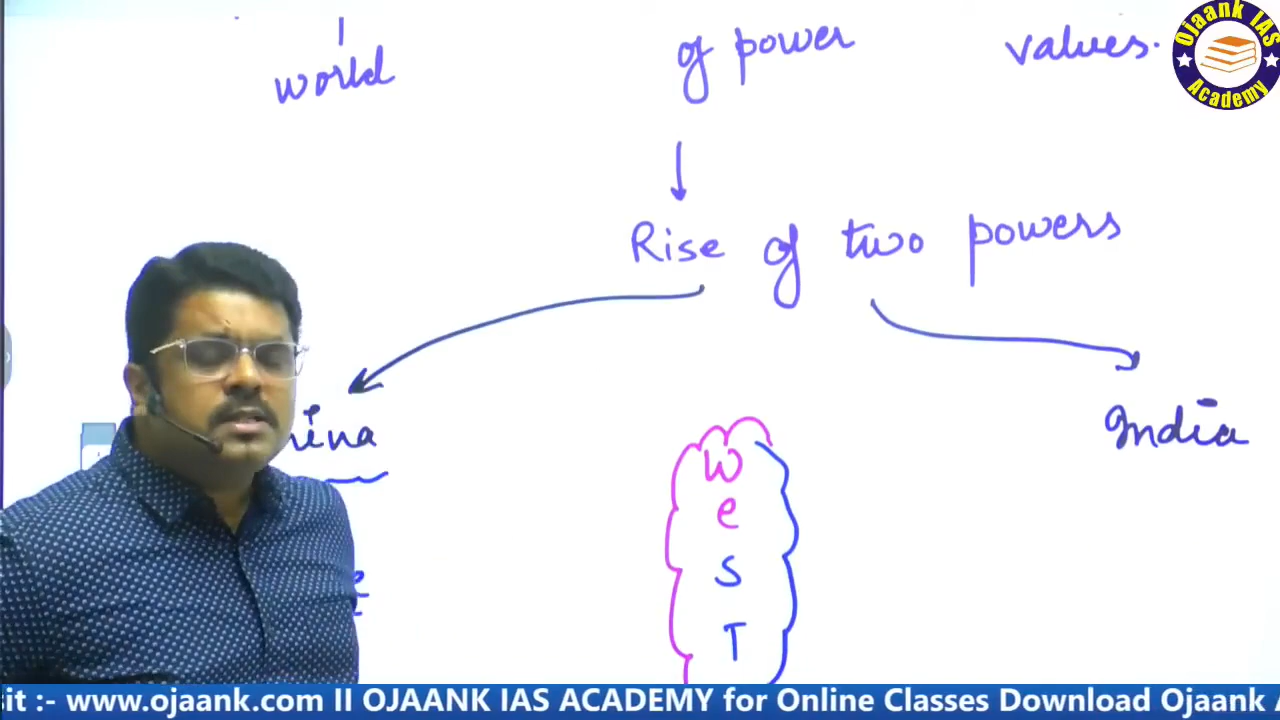 world
of power
values.
Ojaank IAS
Academy
Rise of two powers
ina
India
W
e
S
T
it :- www.ojaank.com II OJAANK IAS ACADEMY for Online Classes Download Ojaank A